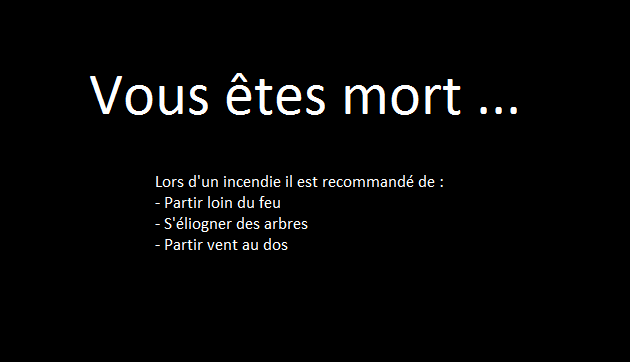 Vous êtes mort ...
Lors d'un incendie il est recommandé de :
- Partir loin du feu
- S'éliogner des arbres
- Partir vent au dos